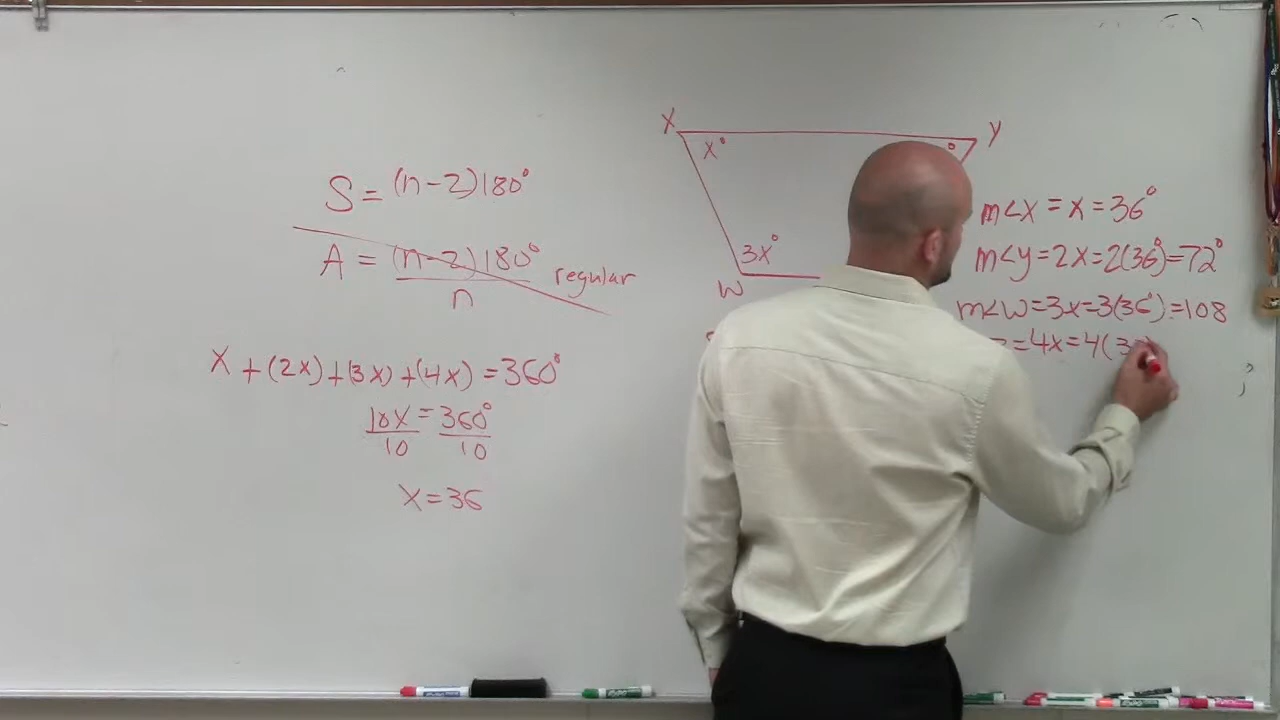 S = (n-2)180°
A = (n-2)180° regular
n
x + (2x) + (3x) + (4x) = 360°
10x = 360°
10 10
x = 36
X Y
x° °
3x°
W
m<X = x = 36°
m<y = 2x = 2(36°) = 72°
m<W = 3x = 3(36°) = 108
= 4x = 4(3